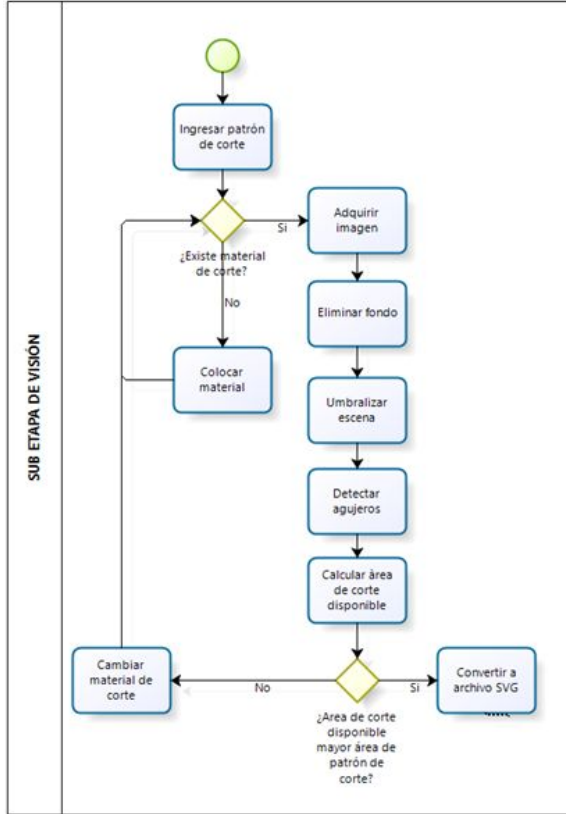 SUB ETAPA DE VISIÓN
Ingresar patrón
de corte
¿Existe material
de corte?
Si
No
Colocar
material
Adquirir
imagen
Eliminar fondo
Umbralizar
escena
Detectar
agujeros
Calcular área
de corte
disponible
¿Area de corte
disponible
mayor área de
patrón de
corte?
No
Si
Cambiar
material de
corte
Convertir a
archivo SVG